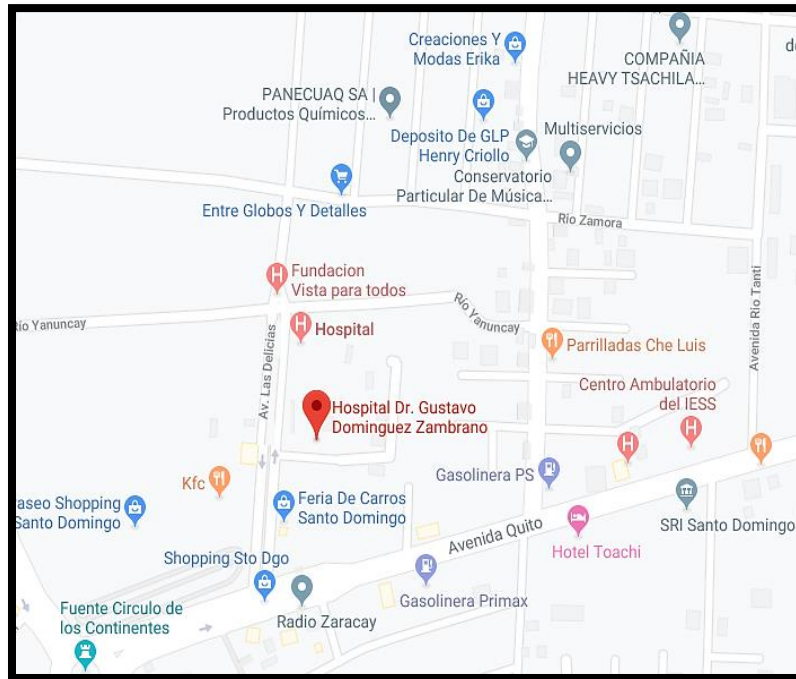 Creaciones Y
Modas Erika
COMPAÑIA
HEAVY TSACHILA...
de
PANECUAQ SA |
Productos Químicos...
Deposito De GLP
Henry Criollo
Multiservicios
Conservatorio
Particular De Música...
Entre Globos Y Detalles
Rio Zamora
Fundacion
Vista para todos
Río Yanuncay
Río Yanuncay
Hospital
Parrilladas Che Luis
Avenida Rio Tanti
Av. Las Delicias
Centro Ambulatorio
del IESS
Hospital Dr. Gustavo
Dominguez Zambrano
Gasolinera PS
Kfc
aseo Shopping
Santo Domingo
Feria De Carros
Santo Domingo
Avenida Quito
SRI Santo Domingo
Hotel Toachi
Shopping Sto Dgo
Gasolinera Primax
Radio Zaracay
Fuente Circulo de
los Continentes